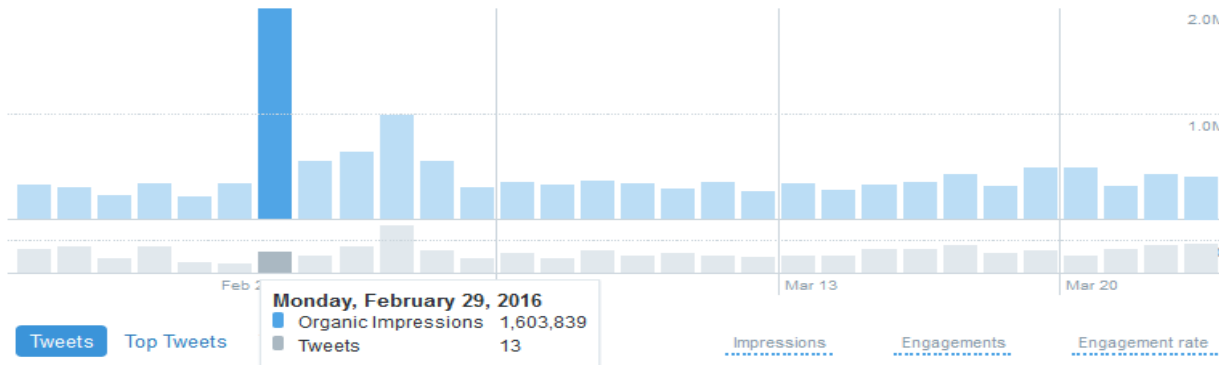 2.0M
1.0M
Feb 2
Mar 13
Mar 20
Monday, February 29, 2016
Organic Impressions 1,603,839
Tweets 13
Tweets Top Tweets
Impressions Engagements Engagement rate